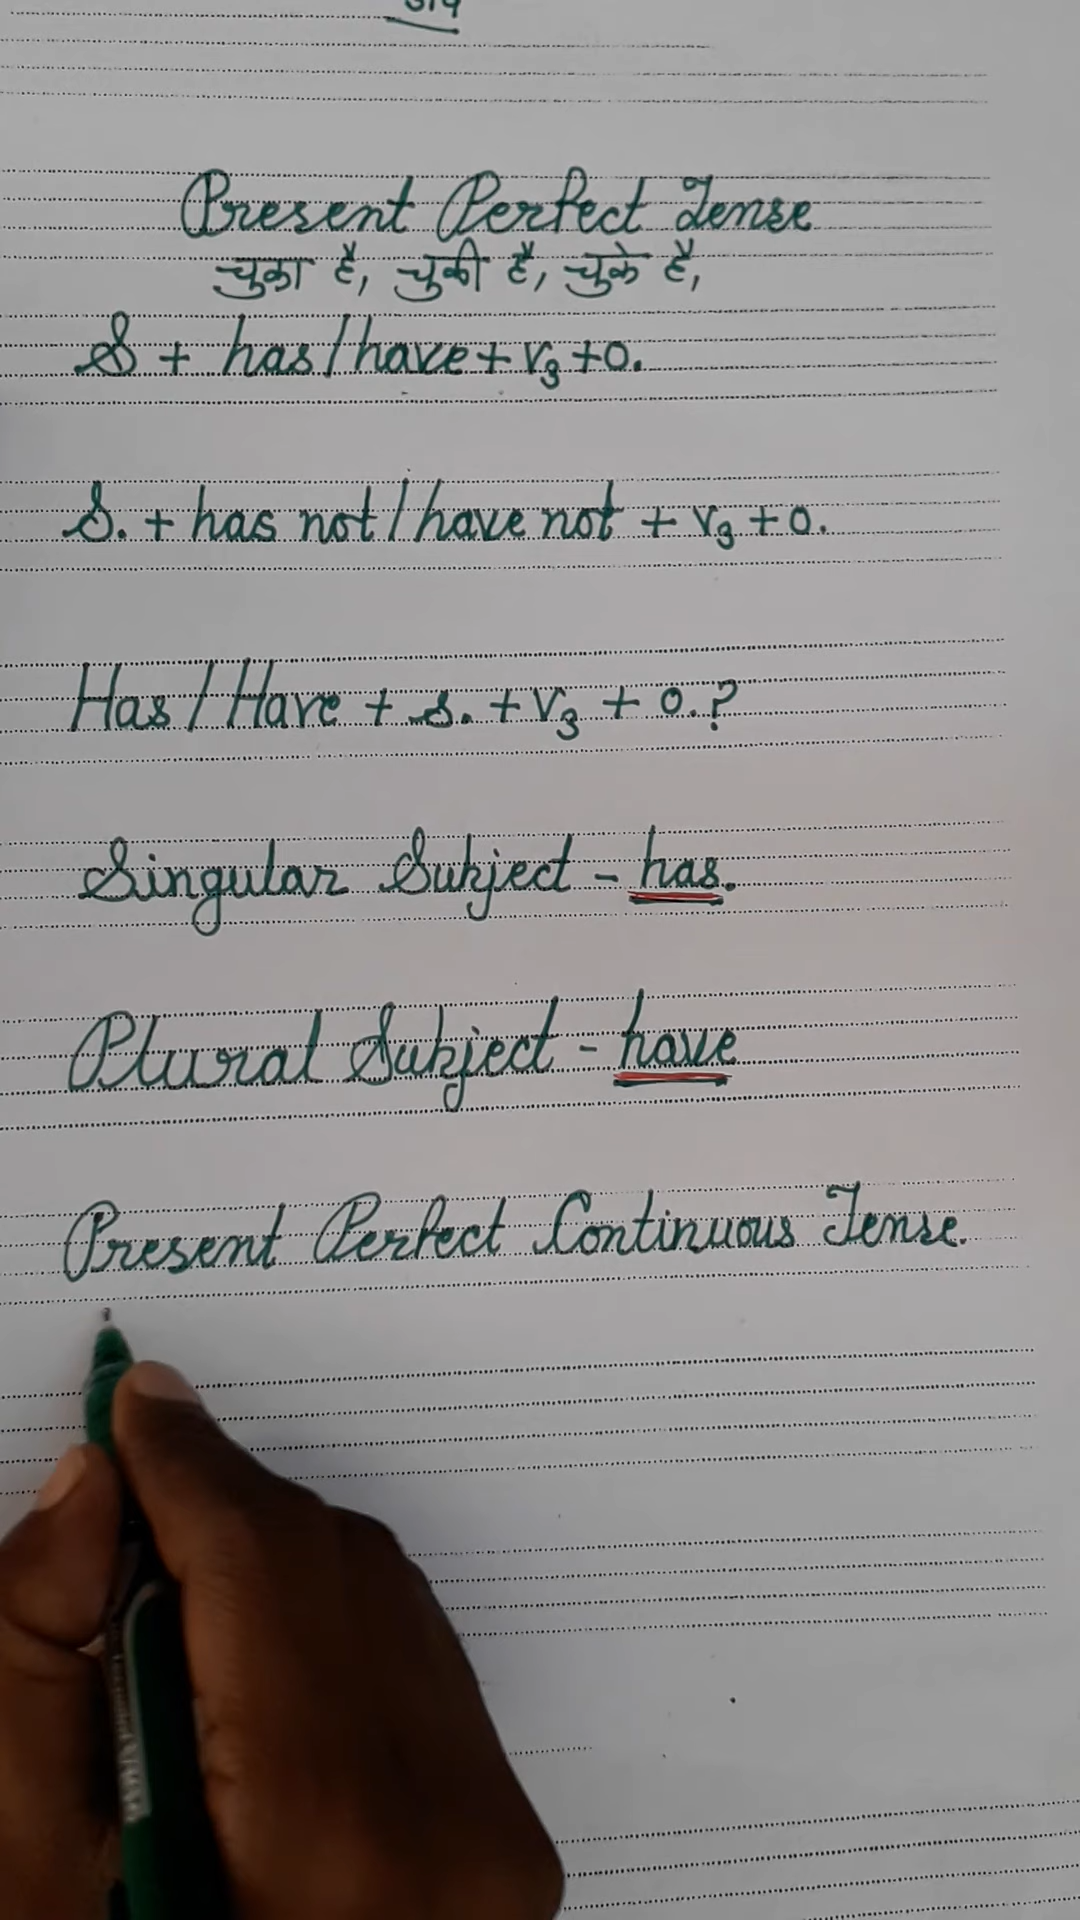 Present Perfect Tense
चुका है, चुकी है, चुके है,
S + has/have + V3 + O.
S. + has not/have not + V3 + O.
Has/Have + s. + V3 + O.?
Singular Subject - has.
Plural Subject - have
Present Perfect Continuous Tense.